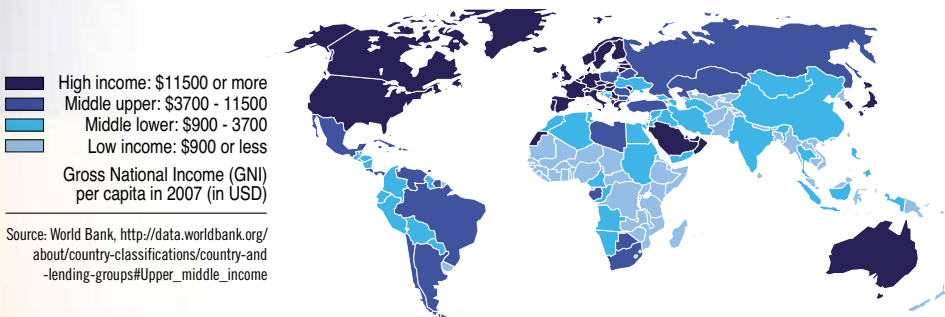 High income: $11500 or more
Middle upper: $3700 - 11500
Middle lower: $900 - 3700
Low income: $900 or less
Gross National Income (GNI)
per capita in 2007 (in USD)
Source: World Bank, http://data.worldbank.org/
about/country-classifications/country-and
-lending-groups#Upper_middle_income